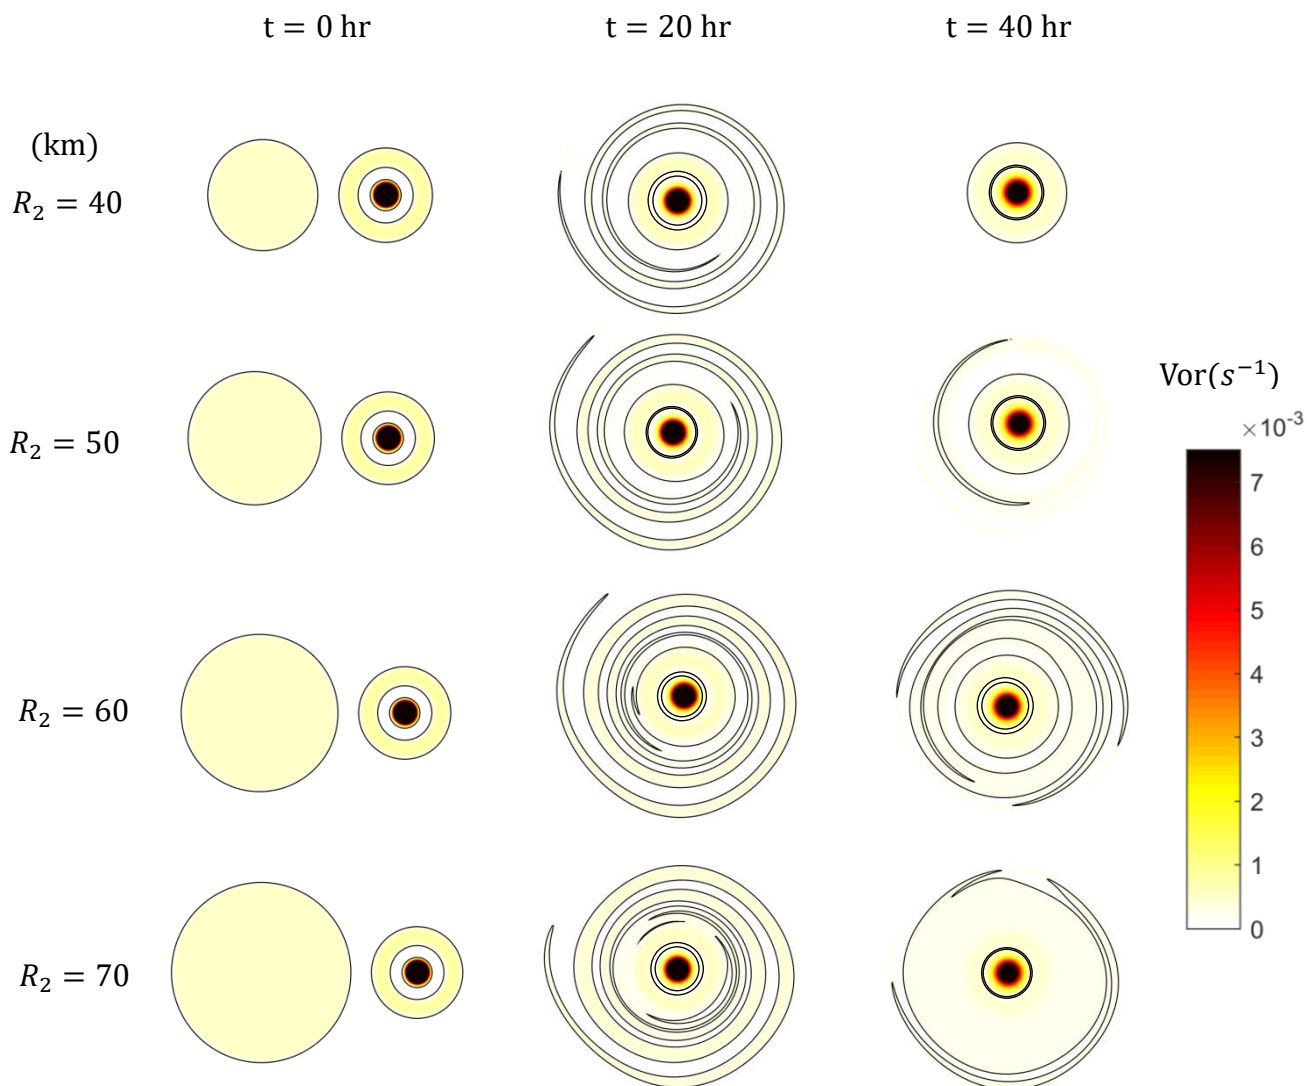 t = 0 hr
t = 20 hr
t = 40 hr
(km)
R₂ = 40
R₂ = 50
R₂ = 60
R₂ = 70
Vor(s⁻¹)
×10⁻³
7
6
5
4
3
2
1
0